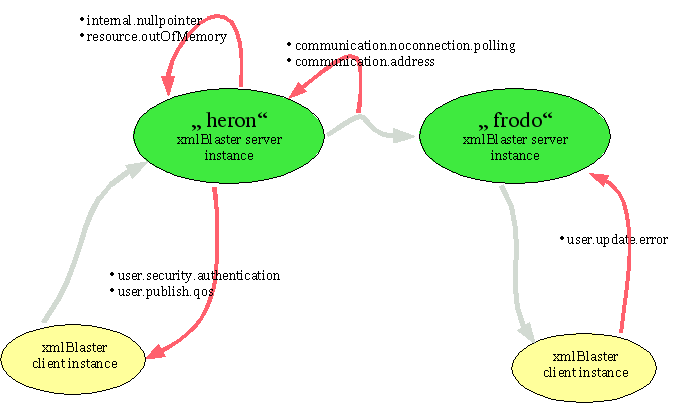 • internal.nullpointer
• resource.outOfMemory
• communication.noconnection.polling
• communication.address
„heron“
xmlBlaster server
instance
„frodo“
xmlBlaster server
instance
• user.update.error
• user.security.authentication
• user.publish.qos
xmlBlaster
client instance
xmlBlaster
client instance